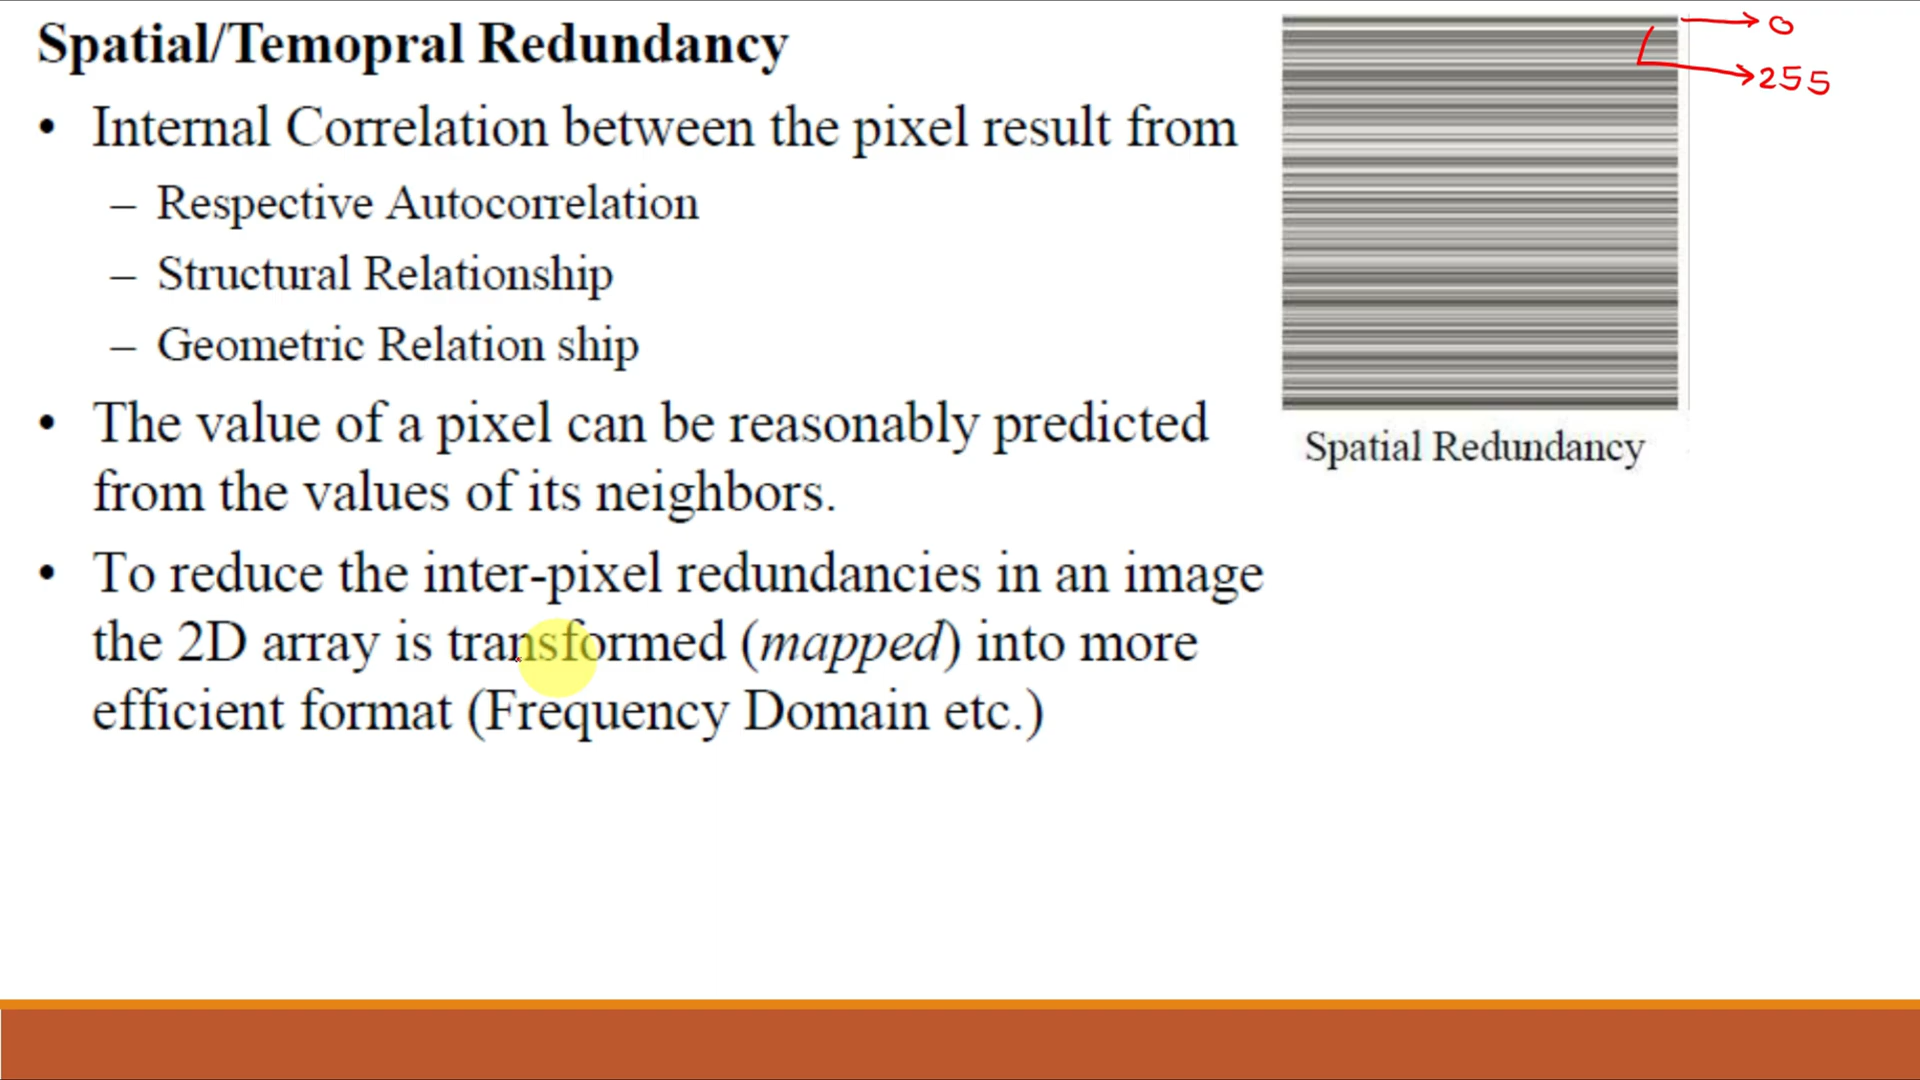 Spatial/Temopral Redundancy
• Internal Correlation between the pixel result from
– Respective Autocorrelation
– Structural Relationship
– Geometric Relation ship
• The value of a pixel can be reasonably predicted
from the values of its neighbors.
• To reduce the inter-pixel redundancies in an image
the 2D array is transformed (mapped) into more
efficient format (Frequency Domain etc.)
0
255
Spatial Redundancy